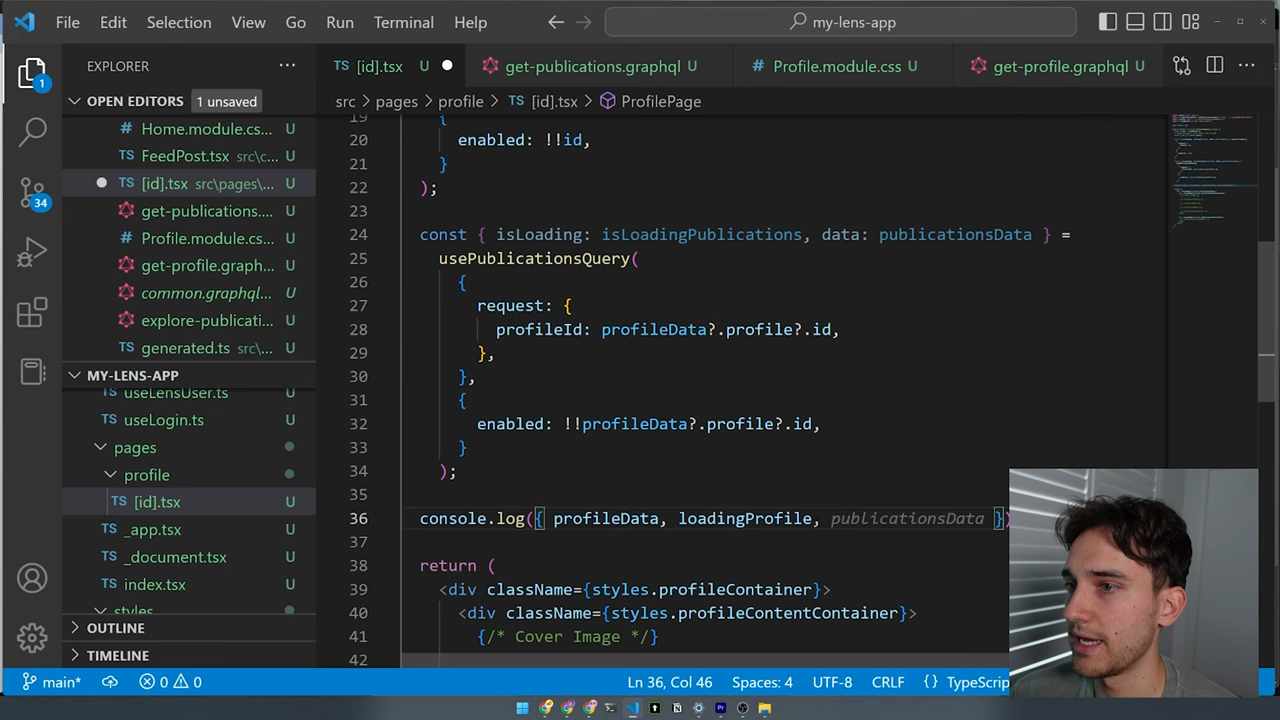 File Edit Selection View Go Run Terminal Help my-lens-app
EXPLORER
OPEN EDITORS 1 unsaved
# Home.module.cs... U
TS FeedPost.tsx src\c... U
TS [id].tsx src\pages\...
get-publications.... U
# Profile.module.cs... U
get-profile.graph... U
common.graphql... U
explore-publicati... U
TS generated.ts src\... U
MY-LENS-APP
TS useLensUser.ts U
TS useLogin.ts U
pages
profile
TS [id].tsx U
TS _app.tsx U
TS _document.tsx U
TS index.tsx U
styles
OUTLINE
TIMELINE
1
34
TS [id].tsx U get-publications.graphql U # Profile.module.css U get-profile.graphql U
src > pages > profile > TS [id].tsx > ProfilePage
19 {
20 enabled: !!id,
21 }
22 );
23
24 const { isLoading: isLoadingPublications, data: publicationsData } =
25 usePublicationsQuery(
26 {
27 request: {
28 profileId: profileData?.profile?.id,
29 },
30 },
31 {
32 enabled: !!profileData?.profile?.id,
33 }
34 );
35
36 console.log({ profileData, loadingProfile, publicationsData })
37
38 return (
39 <div className={styles.profileContainer}>
40 <div className={styles.profileContentContainer}>
41 {/* Cover Image */}
42
main* 0 0 Ln 36, Col 46 Spaces: 4 UTF-8 CRLF {} TypeScrip